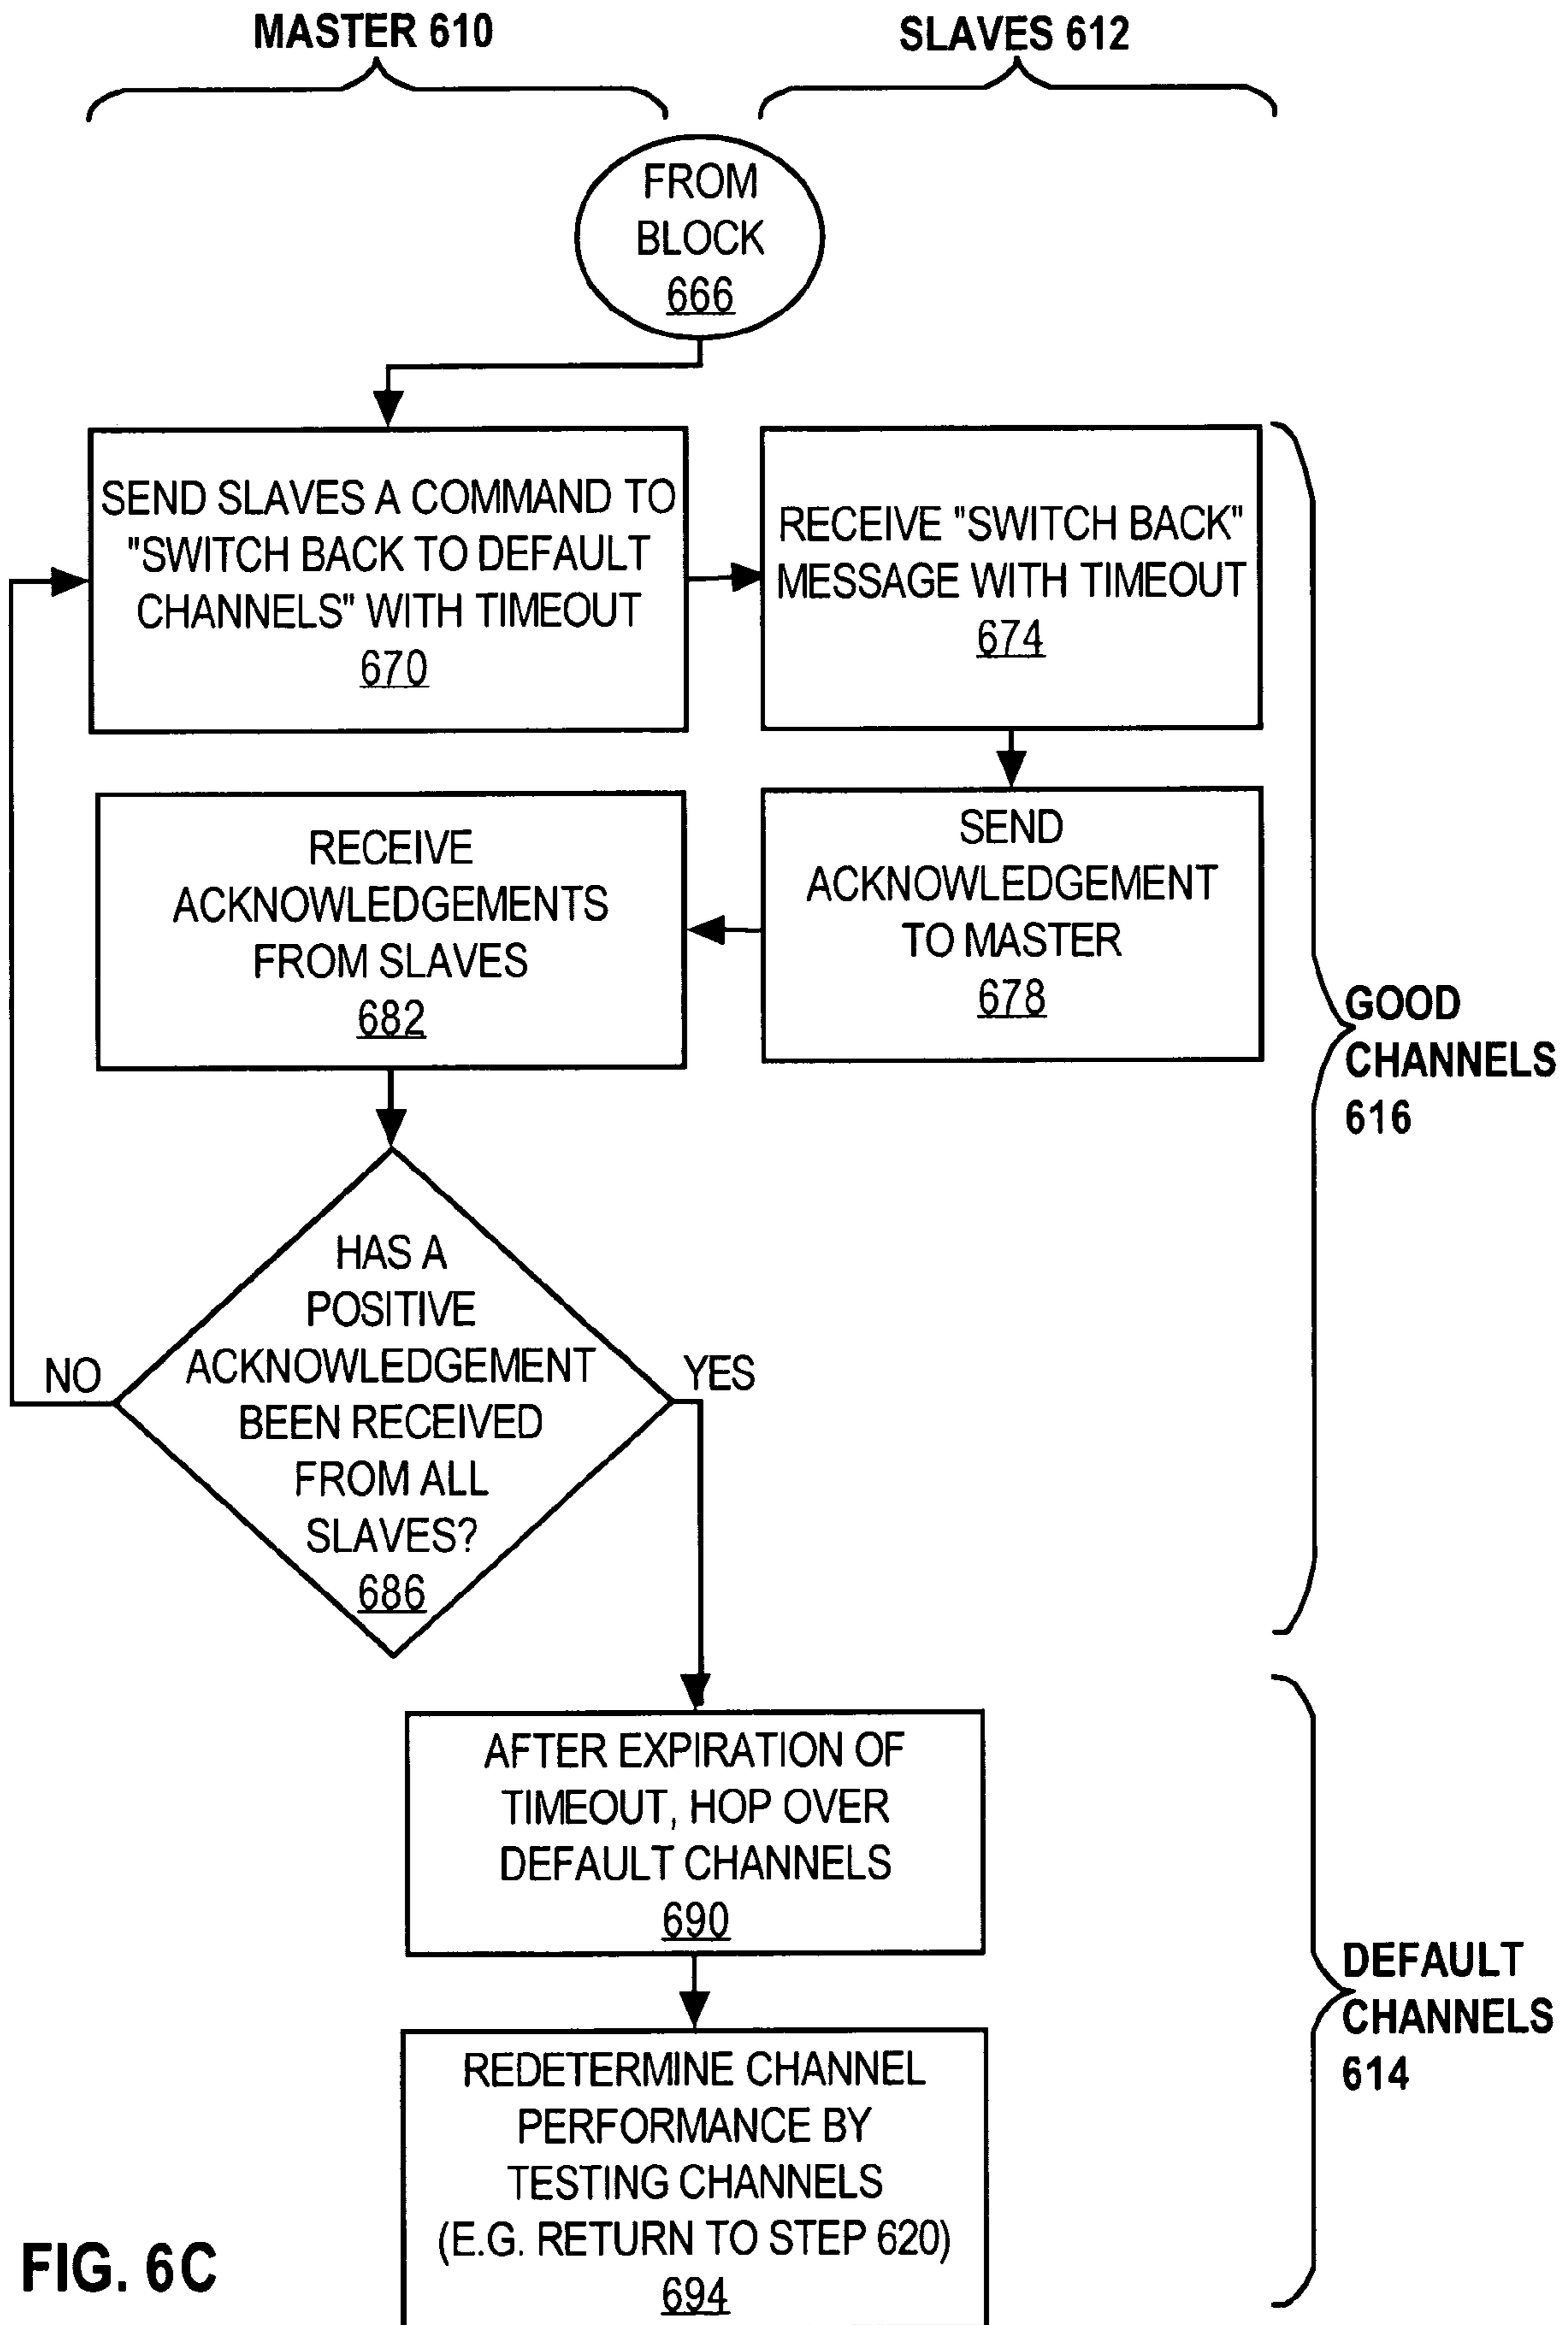 MASTER 610
SLAVES 612
FROM
BLOCK
666
SEND SLAVES A COMMAND TO
"SWITCH BACK TO DEFAULT
CHANNELS" WITH TIMEOUT
670
RECEIVE "SWITCH BACK"
MESSAGE WITH TIMEOUT
674
RECEIVE
ACKNOWLEDGEMENTS
FROM SLAVES
682
SEND
ACKNOWLEDGEMENT
TO MASTER
678
GOOD
CHANNELS
616
HAS A
POSITIVE
ACKNOWLEDGEMENT
BEEN RECEIVED
FROM ALL
SLAVES?
686
NO
YES
AFTER EXPIRATION OF
TIMEOUT, HOP OVER
DEFAULT CHANNELS
690
DEFAULT
CHANNELS
614
REDETERMINE CHANNEL
PERFORMANCE BY
TESTING CHANNELS
(E.G. RETURN TO STEP 620)
694
FIG. 6C